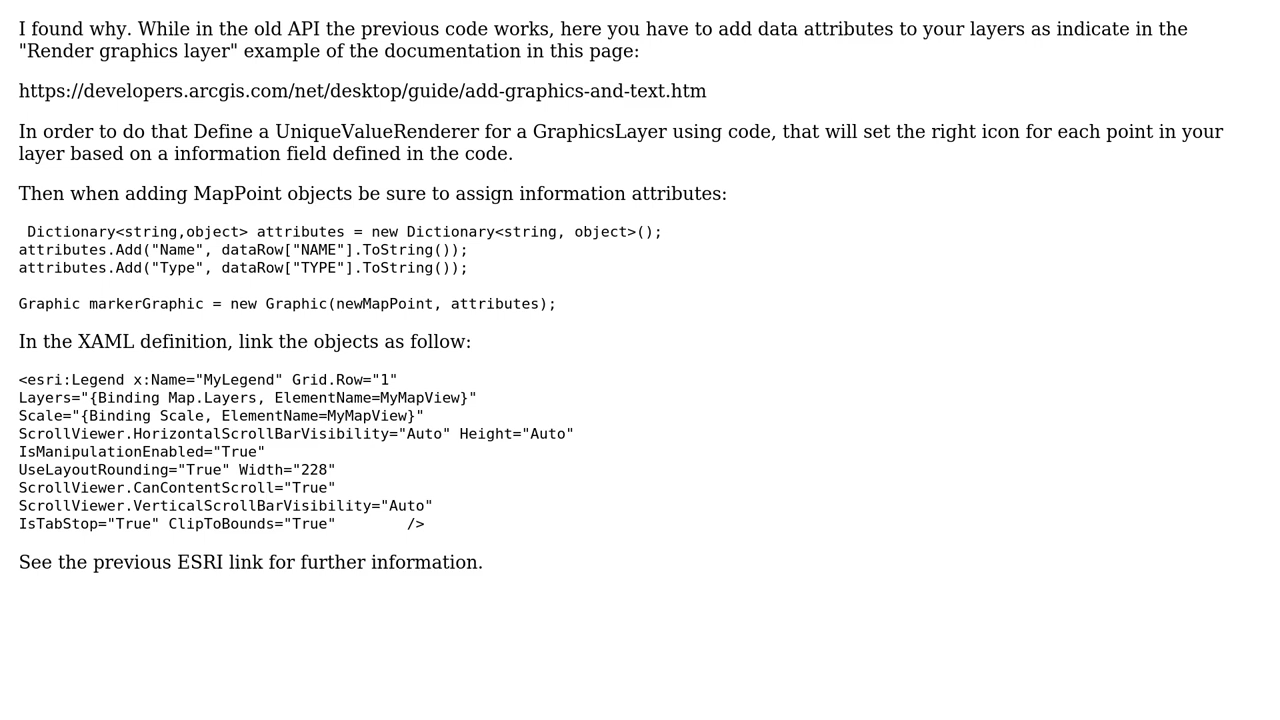 I found why. While in the old API the previous code works, here you have to add data attributes to your layers as indicate in the
"Render graphics layer" example of the documentation in this page:
https://developers.arcgis.com/net/desktop/guide/add-graphics-and-text.htm
In order to do that Define a UniqueValueRenderer for a GraphicsLayer using code, that will set the right icon for each point in your
layer based on a information field defined in the code.
Then when adding MapPoint objects be sure to assign information attributes:
Dictionary<string,object> attributes = new Dictionary<string, object>();
attributes.Add("Name", dataRow["NAME"].ToString());
attributes.Add("Type", dataRow["TYPE"].ToString());
Graphic markerGraphic = new Graphic(newMapPoint, attributes);
In the XAML definition, link the objects as follow:
<esri:Legend x:Name="MyLegend" Grid.Row="1"
Layers="{Binding Map.Layers, ElementName=MyMapView}"
Scale="{Binding Scale, ElementName=MyMapView}"
ScrollViewer.HorizontalScrollBarVisibility="Auto" Height="Auto"
IsManipulationEnabled="True"
UseLayoutRounding="True" Width="228"
ScrollViewer.CanContentScroll="True"
ScrollViewer.VerticalScrollBarVisibility="Auto"
IsTabStop="True" ClipToBounds="True"        />
See the previous ESRI link for further information.